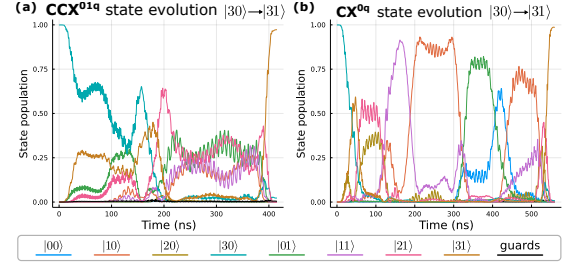 (a) CCX^01q state evolution |30⟩→|31⟩
(b) CX^0q state evolution |30⟩→|31⟩
State population
1.00
0.75
0.50
0.25
0.00
0 100 200 300 400
Time (ns)
State population
1.00
0.75
0.50
0.25
0.00
0 100 200 300 400 500
Time (ns)
|00⟩ |10⟩ |20⟩ |30⟩ |01⟩ |11⟩ |21⟩ |31⟩ guards